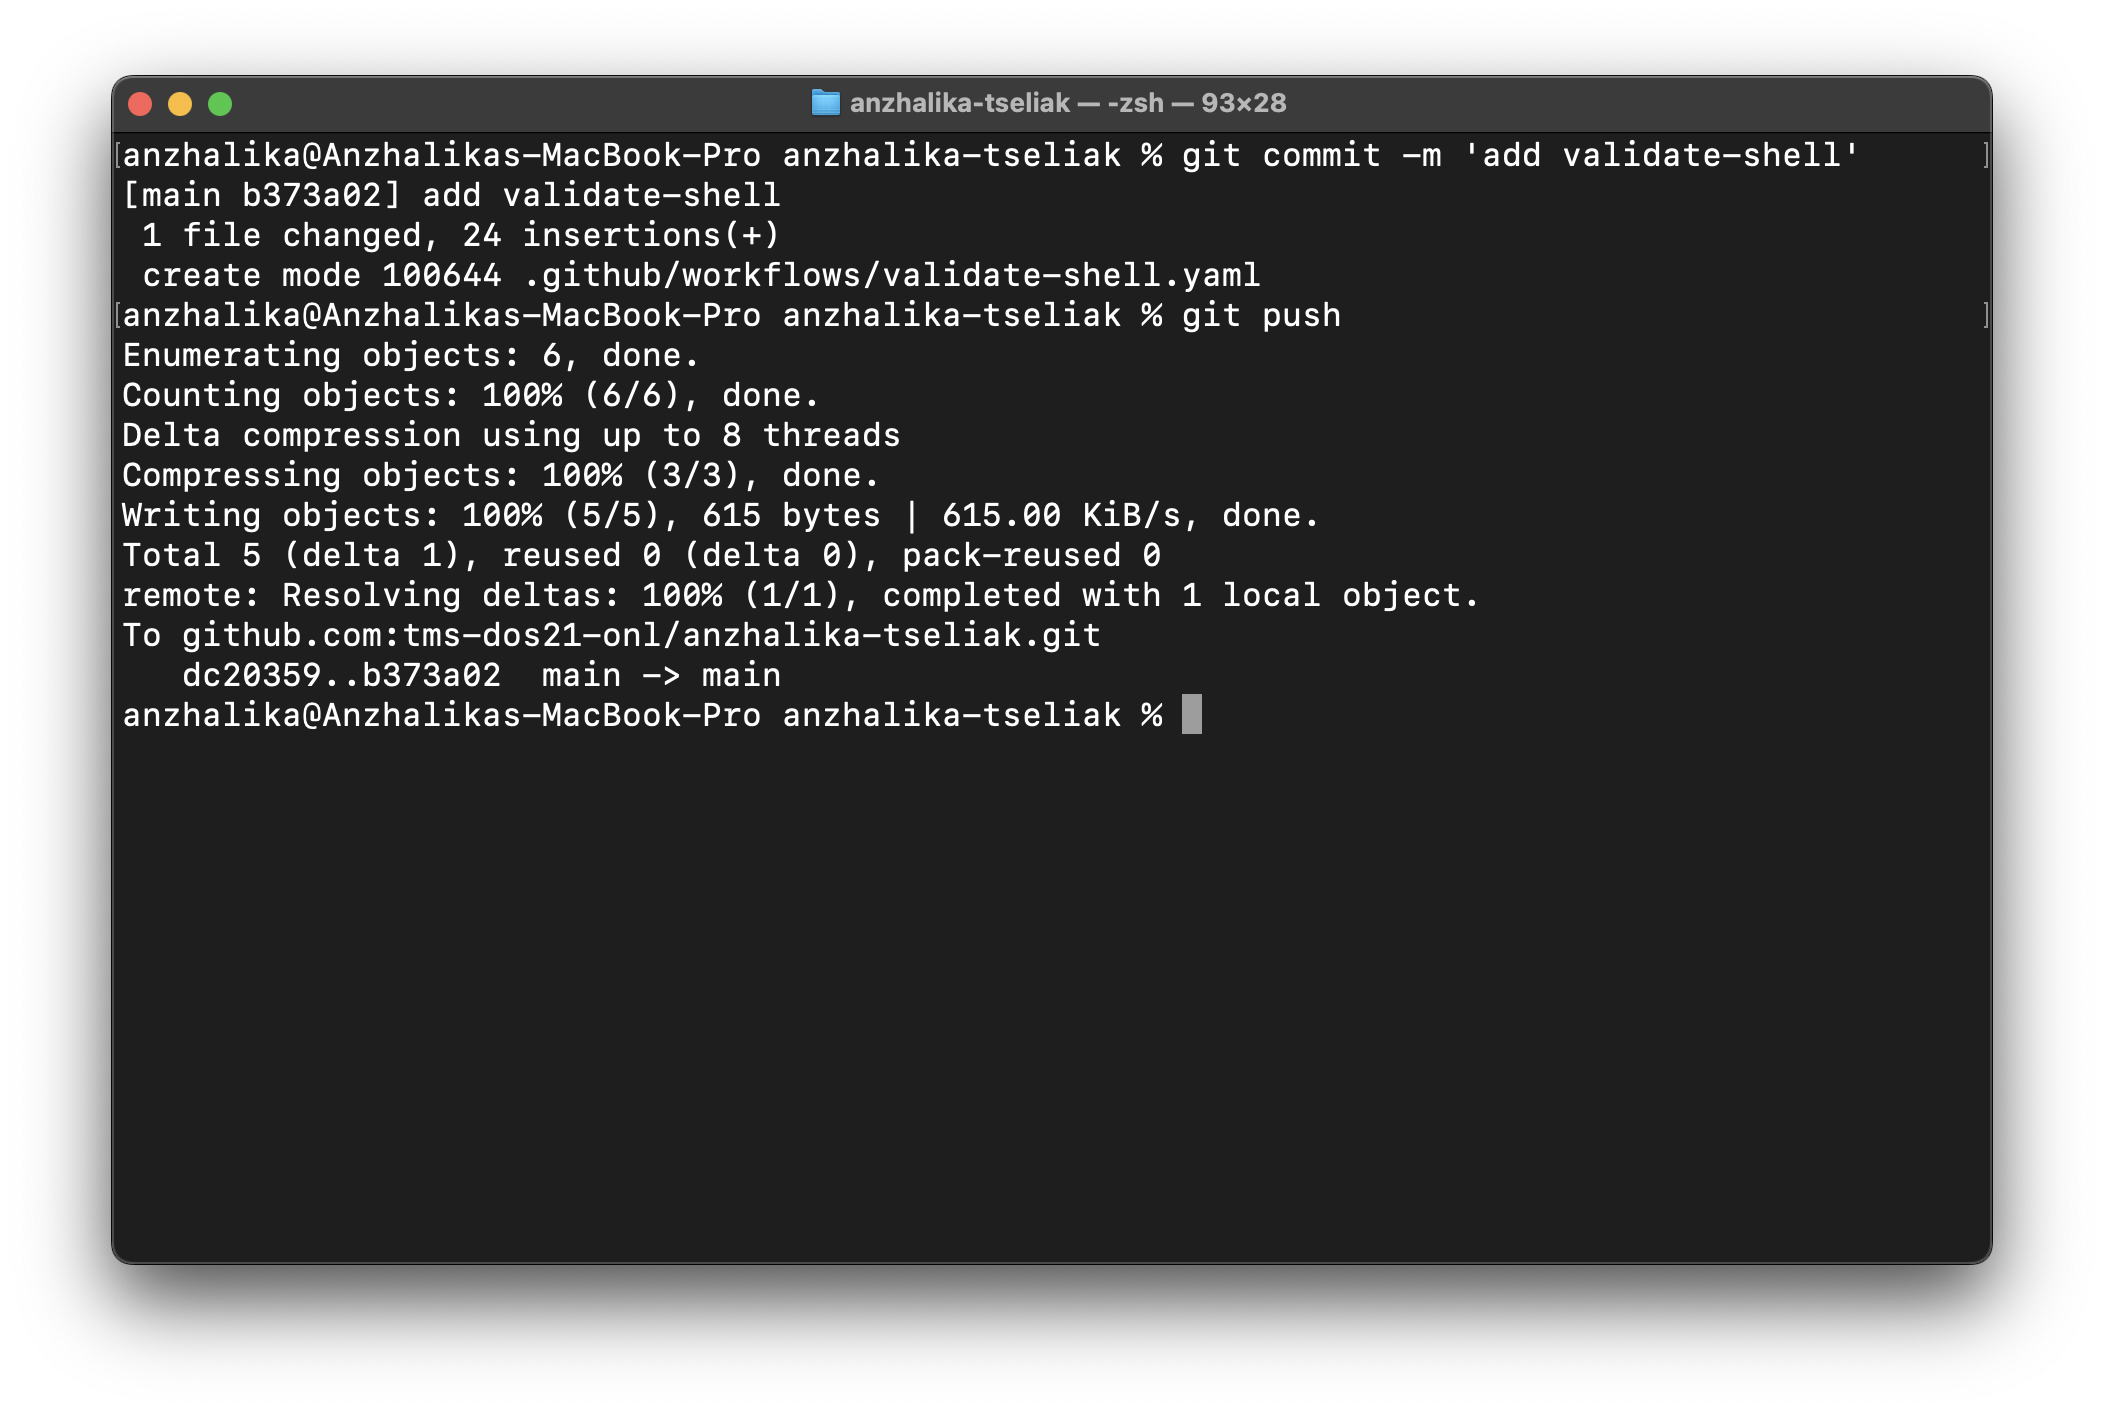 anzhalika-tseliak — -zsh — 93×28
[anzhalika@Anzhalikas-MacBook-Pro anzhalika-tseliak % git commit -m 'add validate-shell' ]
[main b373a02] add validate-shell
 1 file changed, 24 insertions(+)
 create mode 100644 .github/workflows/validate-shell.yaml
[anzhalika@Anzhalikas-MacBook-Pro anzhalika-tseliak % git push ]
Enumerating objects: 6, done.
Counting objects: 100% (6/6), done.
Delta compression using up to 8 threads
Compressing objects: 100% (3/3), done.
Writing objects: 100% (5/5), 615 bytes | 615.00 KiB/s, done.
Total 5 (delta 1), reused 0 (delta 0), pack-reused 0
remote: Resolving deltas: 100% (1/1), completed with 1 local object.
To github.com:tms-dos21-onl/anzhalika-tseliak.git
   dc20359..b373a02  main -> main
anzhalika@Anzhalikas-MacBook-Pro anzhalika-tseliak %